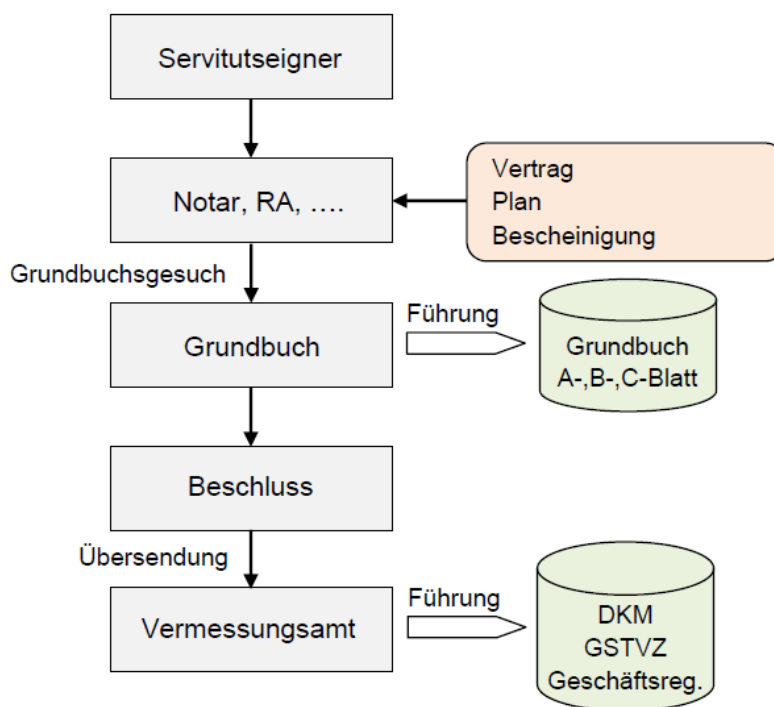 Servitutseigner
Notar, RA, ….
Vertrag
Plan
Bescheinigung
Grundbuchsgesuch
Grundbuch
Führung
Grundbuch
A-,B-,C-Blatt
Beschluss
Übersendung
Vermessungsamt
Führung
DKM
GSTVZ
Geschäftsreg.